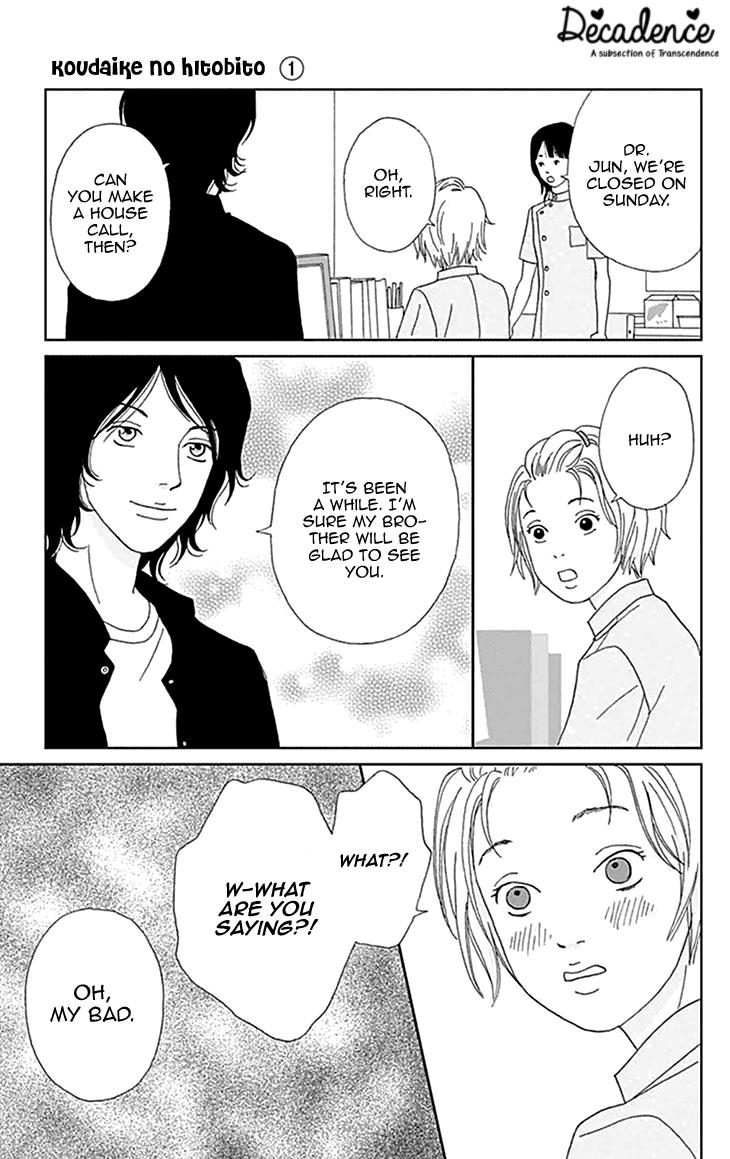 Decadence
A subsection of Transcendence
Koudaike no Hitobito ①
DR.
JUN, WE'RE
CLOSED ON
SUNDAY.
OH,
RIGHT.
CAN
YOU MAKE
A HOUSE
CALL,
THEN?
HUH?
IT'S BEEN
A WHILE. I'M
SURE MY BRO-
THER WILL BE
GLAD TO SEE
YOU.
WHAT?!
W-WHAT
ARE YOU
SAYING?!
OH,
MY BAD.